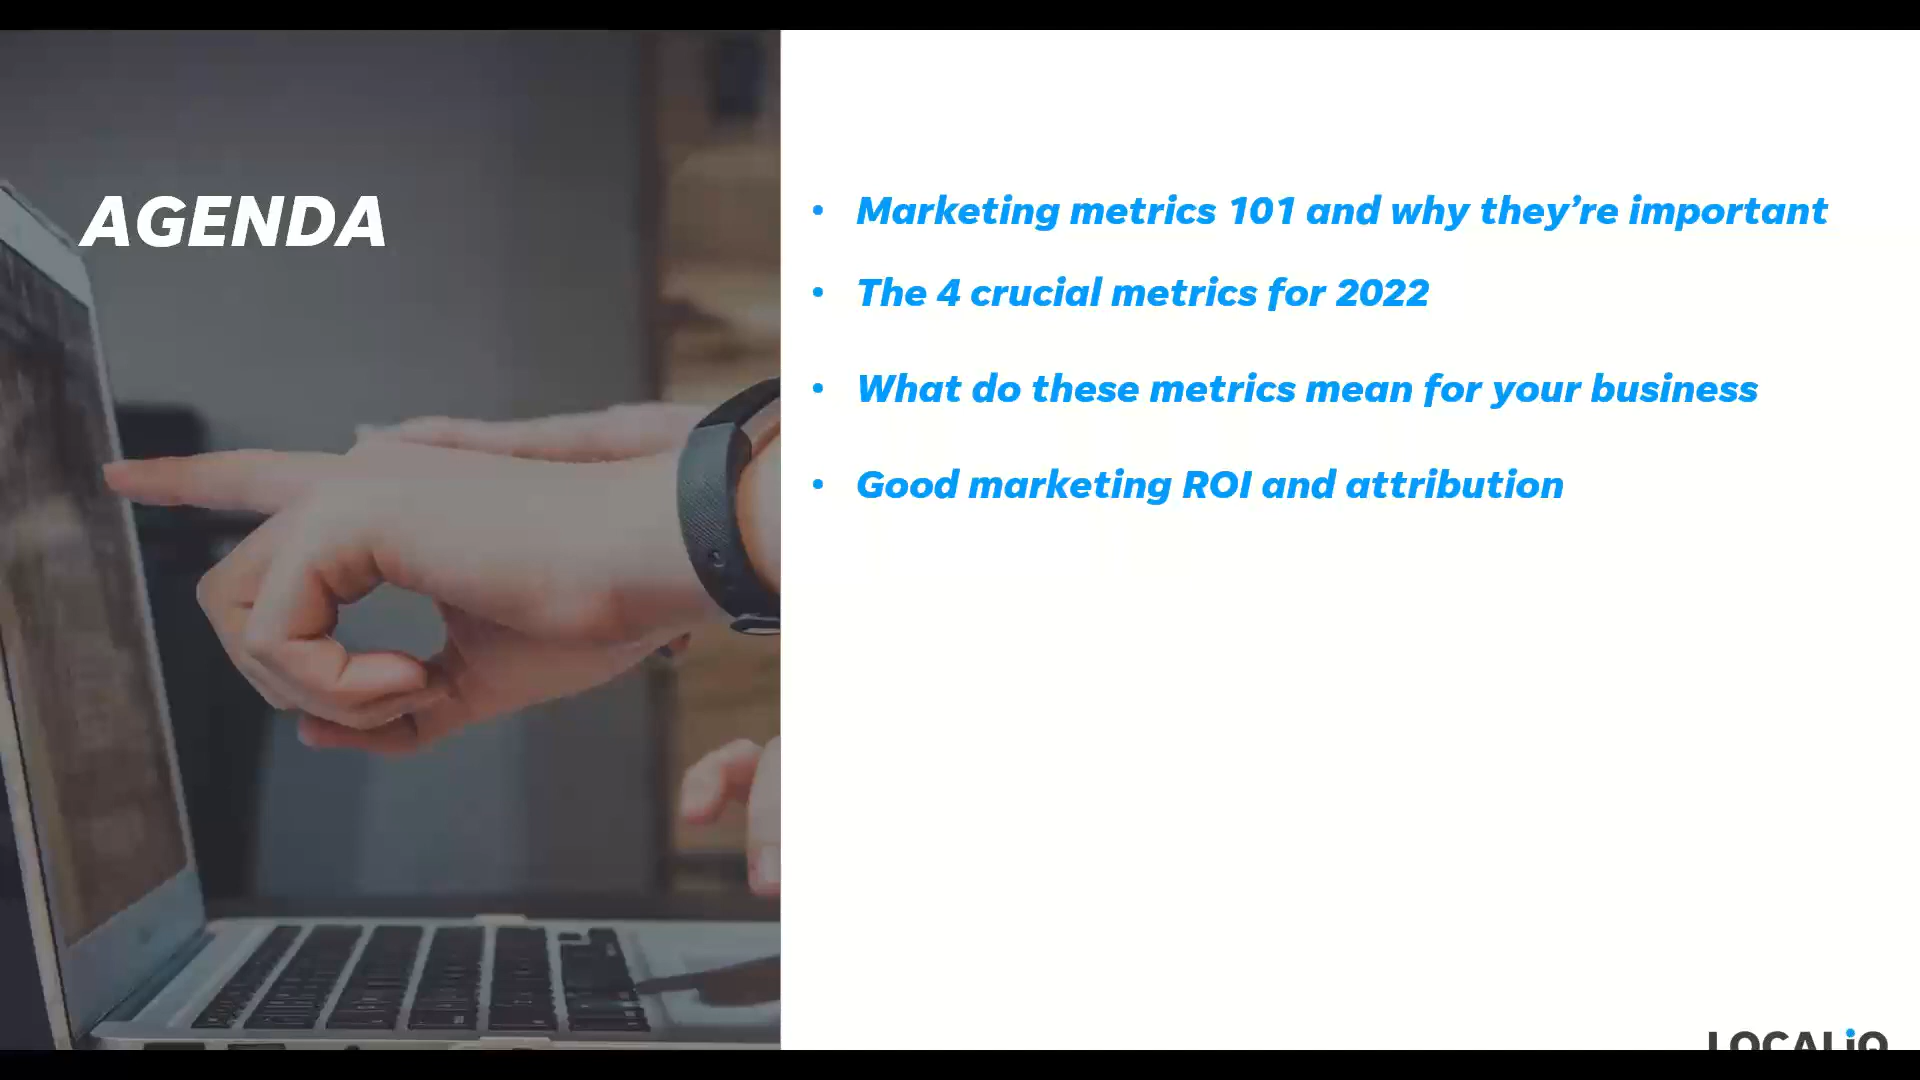 AGENDA
• Marketing metrics 101 and why they’re important
• The 4 crucial metrics for 2022
• What do these metrics mean for your business
• Good marketing ROI and attribution
LOCALiQ